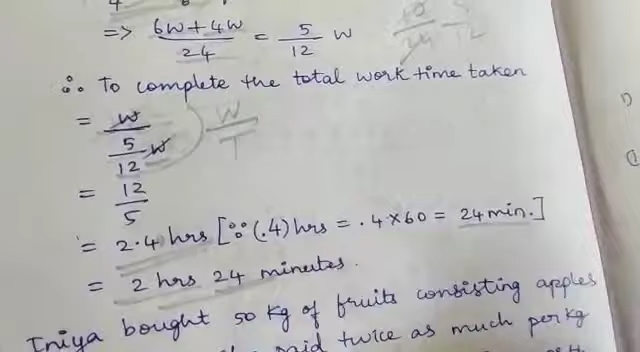 4
=> 6W+4W / 24 = 5/12 W
∴ To complete the total work time taken
= W / (5/12 W) W/T
= 12/5
= 2.4 hrs [∵(.4) hrs = .4×60 = 24 min.]
= 2 hrs 24 minutes.
Iniya bought 50 kg of fruits consisting apples
paid twice as much per kg